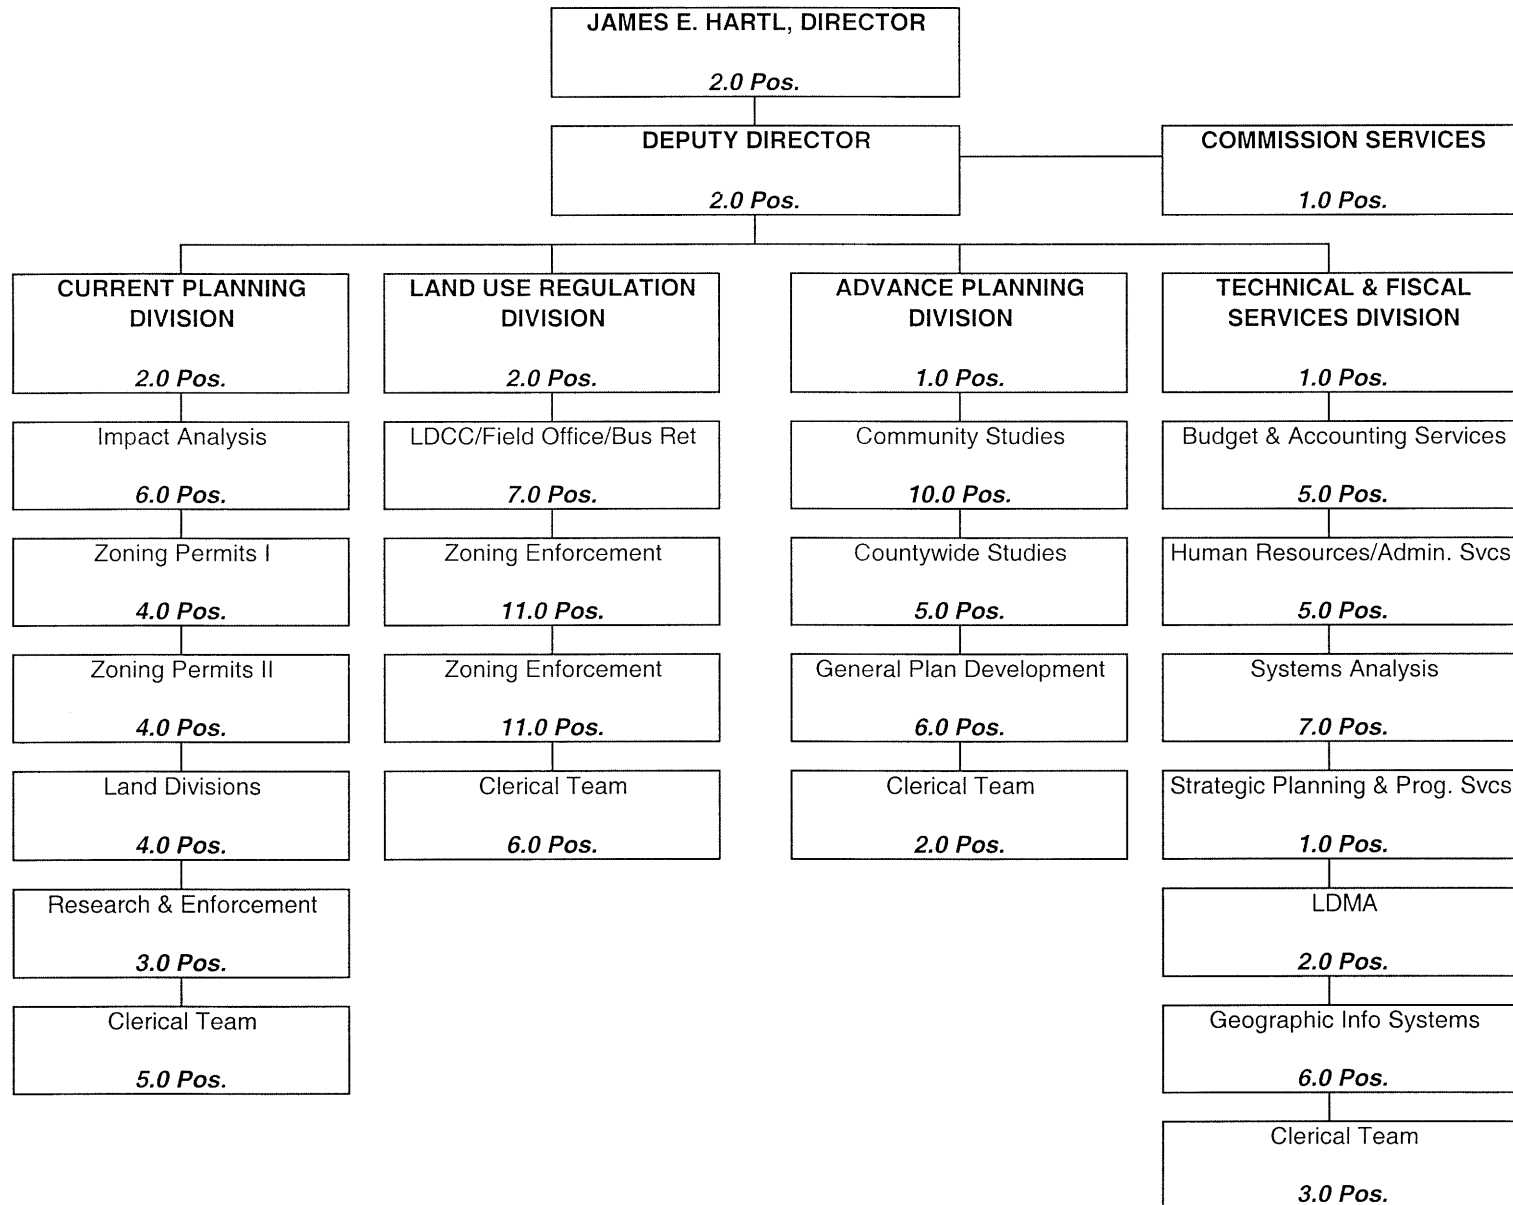 JAMES E. HARTL, DIRECTOR
2.0 Pos.
DEPUTY DIRECTOR
2.0 Pos.
COMMISSION SERVICES
1.0 Pos.
CURRENT PLANNING
DIVISION
2.0 Pos.
Impact Analysis
6.0 Pos.
Zoning Permits I
4.0 Pos.
Zoning Permits II
4.0 Pos.
Land Divisions
4.0 Pos.
Research & Enforcement
3.0 Pos.
Clerical Team
5.0 Pos.
LAND USE REGULATION
DIVISION
2.0 Pos.
LDCC/Field Office/Bus Ret
7.0 Pos.
Zoning Enforcement
11.0 Pos.
Zoning Enforcement
11.0 Pos.
Clerical Team
6.0 Pos.
ADVANCE PLANNING
DIVISION
1.0 Pos.
Community Studies
10.0 Pos.
Countywide Studies
5.0 Pos.
General Plan Development
6.0 Pos.
Clerical Team
2.0 Pos.
TECHNICAL & FISCAL
SERVICES DIVISION
1.0 Pos.
Budget & Accounting Services
5.0 Pos.
Human Resources/Admin. Svcs
5.0 Pos.
Systems Analysis
7.0 Pos.
Strategic Planning & Prog. Svcs
1.0 Pos.
LDMA
2.0 Pos.
Geographic Info Systems
6.0 Pos.
Clerical Team
3.0 Pos.